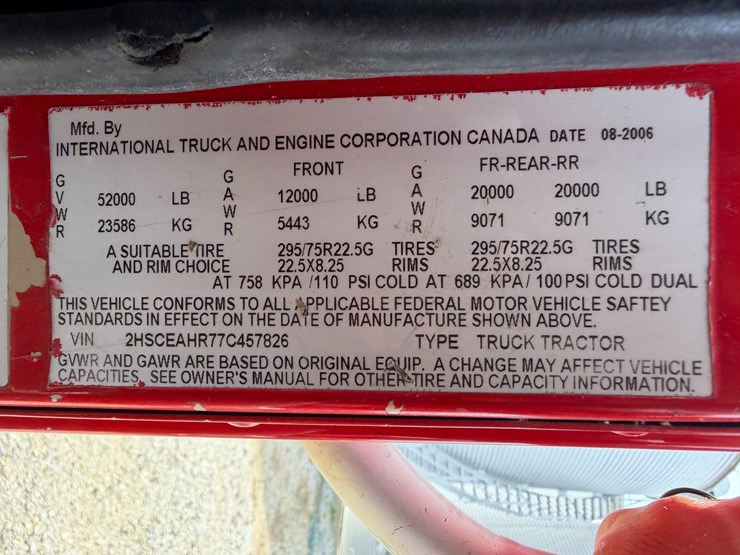 Mfd. By
INTERNATIONAL TRUCK AND ENGINE CORPORATION CANADA DATE 08-2006
GVWR 52000 LB GAWR FRONT 12000 LB GAWR FR-REAR-RR 20000 20000 LB
23586 KG 5443 KG 9071 9071 KG
A SUITABLE TIRE 295/75R22.5G TIRES 295/75R22.5G TIRES
AND RIM CHOICE 22.5X8.25 RIMS 22.5X8.25 RIMS
AT 758 KPA /110 PSI COLD AT 689 KPA / 100 PSI COLD DUAL
THIS VEHICLE CONFORMS TO ALL APPLICABLE FEDERAL MOTOR VEHICLE SAFTEY
STANDARDS IN EFFECT ON THE DATE OF MANUFACTURE SHOWN ABOVE.
VIN 2HSCEAHR77C457826 TYPE TRUCK TRACTOR
GVWR AND GAWR ARE BASED ON ORIGINAL EQUIP. A CHANGE MAY AFFECT VEHICLE
CAPACITIES, SEE OWNER'S MANUAL FOR OTHER TIRE AND CAPACITY INFORMATION.